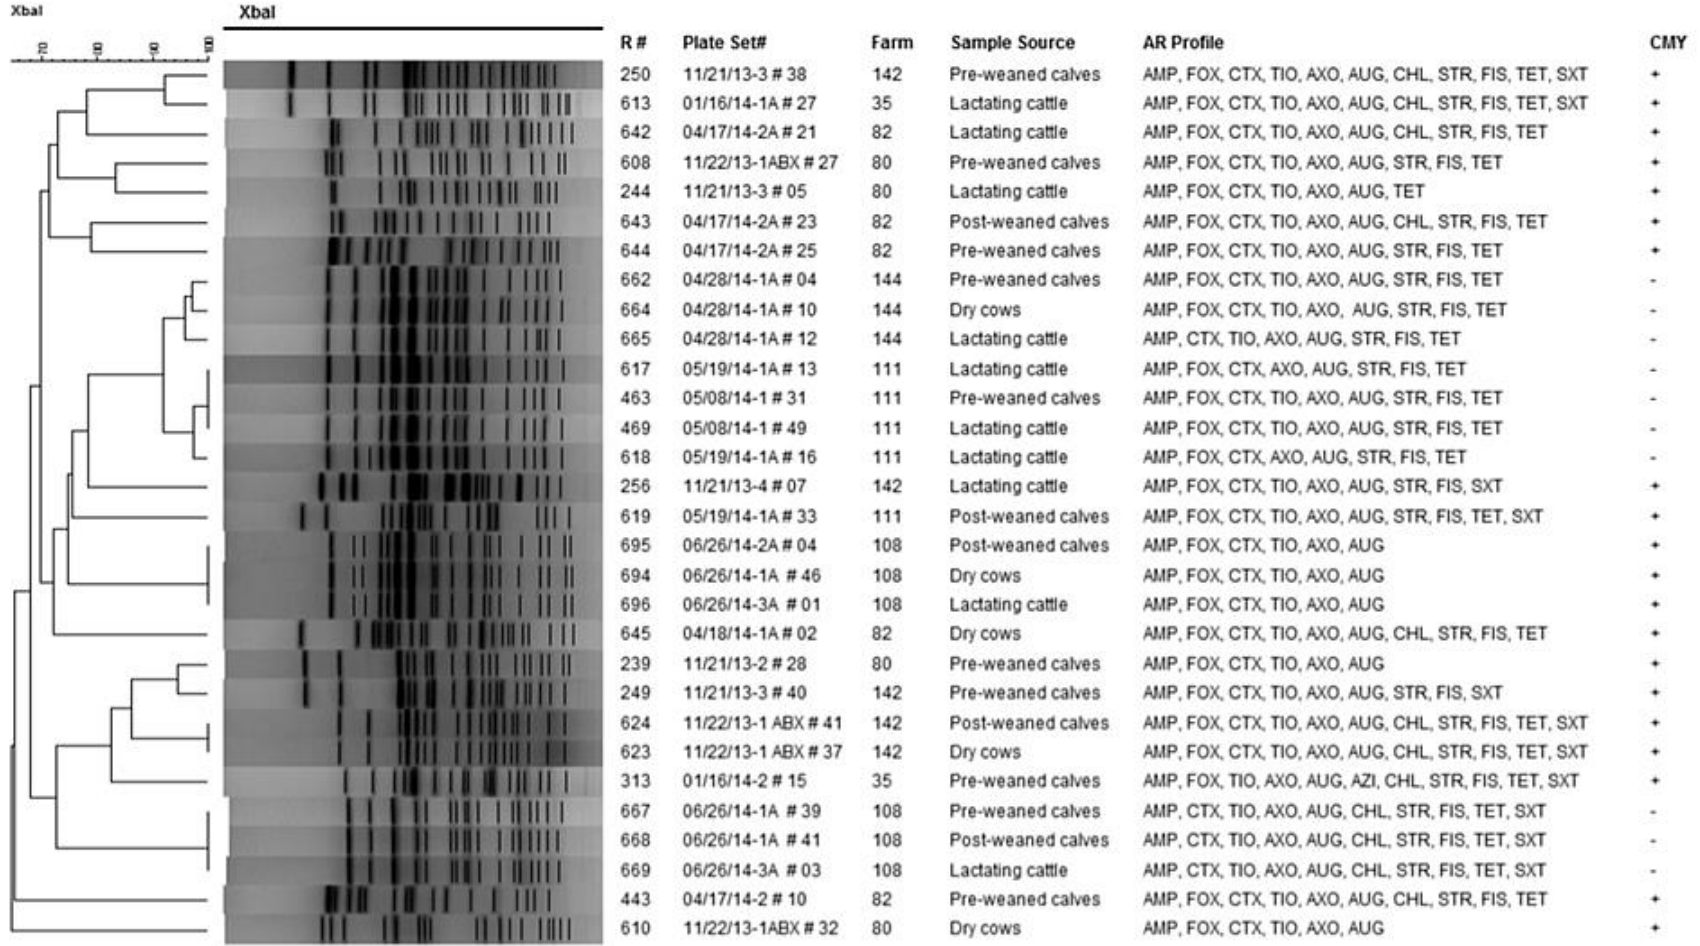 XbaI XbaI
70 80 90 100
R # Plate Set# Farm Sample Source AR Profile CMY
250 11/21/13-3 # 38 142 Pre-weaned calves AMP, FOX, CTX, TIO, AXO, AUG, CHL, STR, FIS, TET, SXT +
613 01/16/14-1A # 27 35 Lactating cattle AMP, FOX, CTX, TIO, AXO, AUG, CHL, STR, FIS, TET, SXT +
642 04/17/14-2A # 21 82 Lactating cattle AMP, FOX, CTX, TIO, AXO, AUG, CHL, STR, FIS, TET +
608 11/22/13-1ABX # 27 80 Pre-weaned calves AMP, FOX, CTX, TIO, AXO, AUG, STR, FIS, TET +
244 11/21/13-3 # 05 80 Lactating cattle AMP, FOX, CTX, TIO, AXO, AUG, TET +
643 04/17/14-2A # 23 82 Post-weaned calves AMP, FOX, CTX, TIO, AXO, AUG, CHL, STR, FIS, TET +
644 04/17/14-2A # 25 82 Pre-weaned calves AMP, FOX, CTX, TIO, AXO, AUG, STR, FIS, TET +
662 04/28/14-1A # 04 144 Pre-weaned calves AMP, FOX, CTX, TIO, AXO, AUG, STR, FIS, TET -
664 04/28/14-1A # 10 144 Dry cows AMP, FOX, CTX, TIO, AXO, AUG, STR, FIS, TET -
665 04/28/14-1A # 12 144 Lactating cattle AMP, CTX, TIO, AXO, AUG, STR, FIS, TET -
617 05/19/14-1A # 13 111 Lactating cattle AMP, FOX, CTX, AXO, AUG, STR, FIS, TET -
463 05/08/14-1 # 31 111 Pre-weaned calves AMP, FOX, CTX, TIO, AXO, AUG, STR, FIS, TET -
469 05/08/14-1 # 49 111 Lactating cattle AMP, FOX, CTX, TIO, AXO, AUG, STR, FIS, TET -
618 05/19/14-1A # 16 111 Lactating cattle AMP, FOX, CTX, AXO, AUG, STR, FIS, TET -
256 11/21/13-4 # 07 142 Lactating cattle AMP, FOX, CTX, TIO, AXO, AUG, STR, FIS, SXT +
619 05/19/14-1A # 33 111 Post-weaned calves AMP, FOX, CTX, TIO, AXO, AUG, STR, FIS, TET, SXT +
695 06/26/14-2A # 04 108 Post-weaned calves AMP, FOX, CTX, TIO, AXO, AUG +
694 06/26/14-1A # 46 108 Dry cows AMP, FOX, CTX, TIO, AXO, AUG +
696 06/26/14-3A # 01 108 Lactating cattle AMP, FOX, CTX, TIO, AXO, AUG +
645 04/18/14-1A # 02 82 Dry cows AMP, FOX, CTX, TIO, AXO, AUG, CHL, STR, FIS, TET +
239 11/21/13-2 # 28 80 Pre-weaned calves AMP, FOX, CTX, TIO, AXO, AUG +
249 11/21/13-3 # 40 142 Pre-weaned calves AMP, FOX, CTX, TIO, AXO, AUG, STR, FIS, SXT +
624 11/22/13-1 ABX # 41 142 Post-weaned calves AMP, FOX, CTX, TIO, AXO, AUG, CHL, STR, FIS, TET, SXT +
623 11/22/13-1 ABX # 37 142 Dry cows AMP, FOX, CTX, TIO, AXO, AUG, CHL, STR, FIS, TET, SXT +
313 01/16/14-2 # 15 35 Pre-weaned calves AMP, FOX, TIO, AXO, AUG, AZI, CHL, STR, FIS, TET, SXT +
667 06/26/14-1A # 39 108 Pre-weaned calves AMP, CTX, TIO, AXO, AUG, CHL, STR, FIS, TET, SXT -
668 06/26/14-1A # 41 108 Post-weaned calves AMP, CTX, TIO, AXO, AUG, CHL, STR, FIS, TET, SXT -
669 06/26/14-3A # 03 108 Lactating cattle AMP, CTX, TIO, AXO, AUG, CHL, STR, FIS, TET, SXT -
443 04/17/14-2 # 10 82 Pre-weaned calves AMP, FOX, CTX, TIO, AXO, AUG, CHL, STR, FIS, TET +
610 11/22/13-1ABX # 32 80 Dry cows AMP, FOX, CTX, TIO, AXO, AUG +